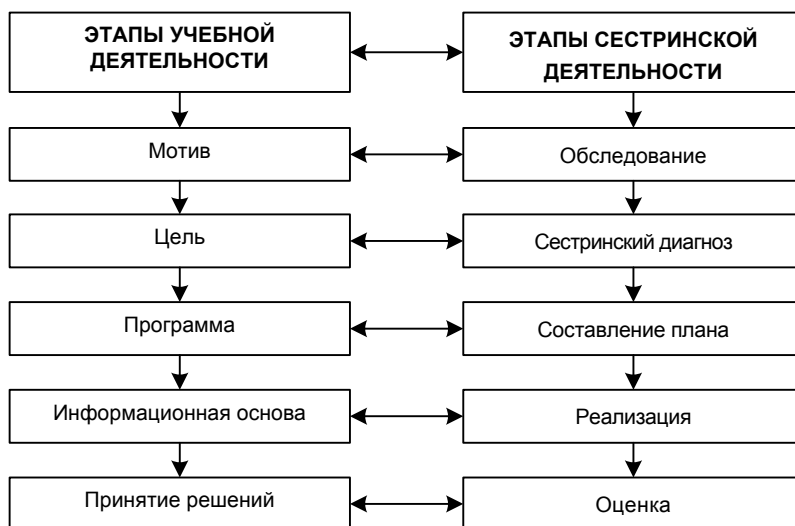 ЭТАПЫ УЧЕБНОЙ
ДЕЯТЕЛЬНОСТИ
ЭТАПЫ СЕСТРИНСКОЙ
ДЕЯТЕЛЬНОСТИ
Мотив
Обследование
Цель
Сестринский диагноз
Программа
Составление плана
Информационная основа
Реализация
Принятие решений
Оценка